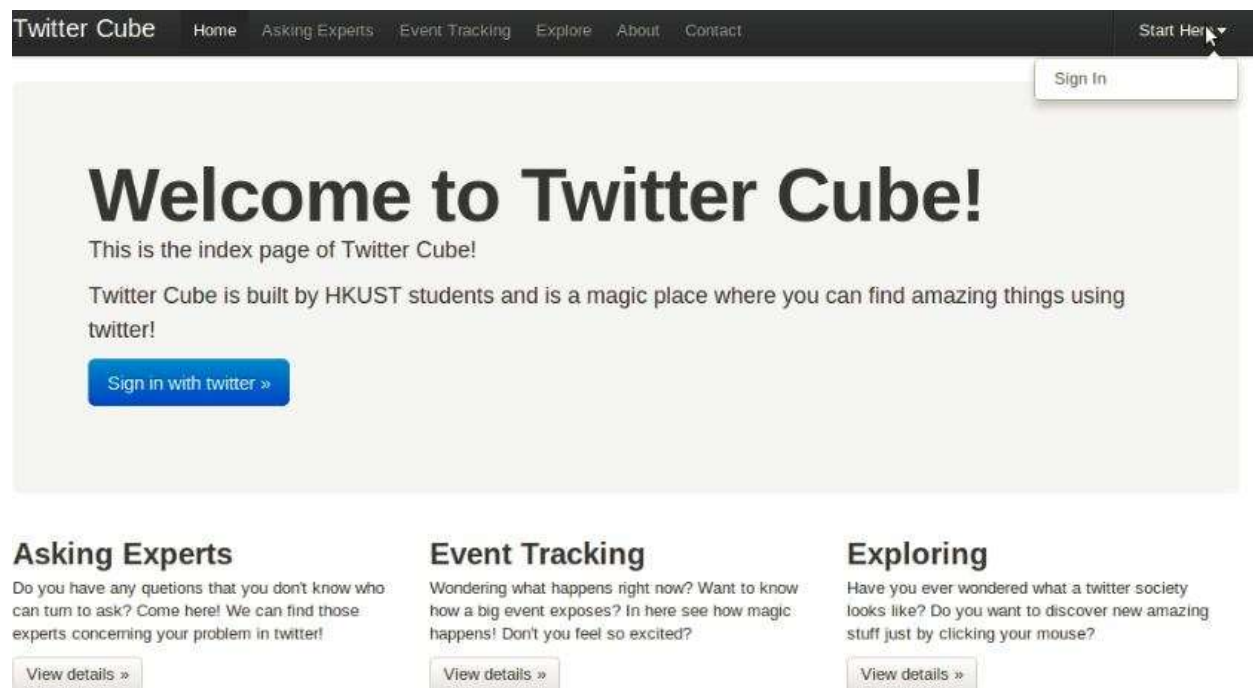 Twitter Cube Home Asking Experts Event Tracking Explore About Contact Start Here
Sign In
Welcome to Twitter Cube!
This is the index page of Twitter Cube!
Twitter Cube is built by HKUST students and is a magic place where you can find amazing things using
twitter!
Sign in with twitter »
Asking Experts
Do you have any quetions that you don't know who
can turn to ask? Come here! We can find those
experts concerning your problem in twitter!
View details »
Event Tracking
Wondering what happens right now? Want to know
how a big event exposes? In here see how magic
happens! Don't you feel so excited?
View details »
Exploring
Have you ever wondered what a twitter society
looks like? Do you want to discover new amazing
stuff just by clicking your mouse?
View details »